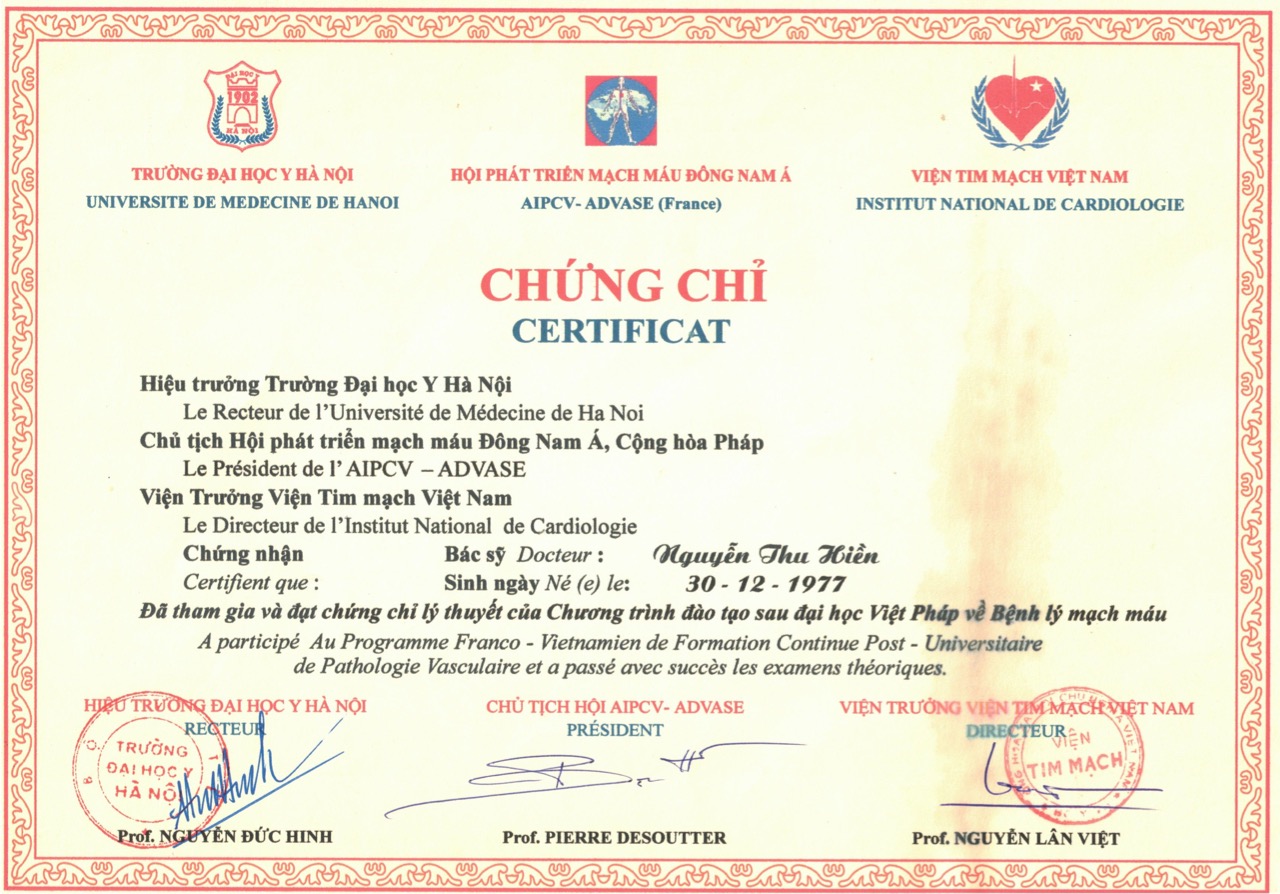 ĐẠI HỌC Y
1902
HÀ NỘI
TRƯỜNG ĐẠI HỌC Y HÀ NỘI
UNIVERSITE DE MEDECINE DE HANOI
HỘI PHÁT TRIỂN MẠCH MÁU ĐÔNG NAM Á
AIPCV- ADVASE (France)
VIỆN TIM MẠCH VIỆT NAM
INSTITUT NATIONAL DE CARDIOLOGIE
CHỨNG CHỈ
CERTIFICAT
Hiệu trưởng Trường Đại học Y Hà Nội
Le Recteur de l’Université de Médecine de Ha Noi
Chủ tịch Hội phát triển mạch máu Đông Nam Á, Cộng hòa Pháp
Le Président de l’ AIPCV – ADVASE
Viện Trưởng Viện Tim mạch Việt Nam
Le Directeur de l’Institut National de Cardiologie
Chứng nhận Bác sỹ Docteur : Nguyễn Thu Hiền
Certifient que : Sinh ngày Né (e) le: 30 - 12 - 1977
Đã tham gia và đạt chứng chỉ lý thuyết của Chương trình đào tạo sau đại học Việt Pháp về Bệnh lý mạch máu
A participé Au Programme Franco - Vietnamien de Formation Continue Post - Universitaire
de Pathologie Vasculaire et a passé avec succès les examens théoriques.
HIỆU TRƯỞNG ĐẠI HỌC Y HÀ NỘI
RECTEUR
TRƯỜNG
ĐẠI HỌC Y
HÀ NỘI
Prof. NGUYỄN ĐỨC HINH
CHỦ TỊCH HỘI AIPCV- ADVASE
PRÉSIDENT
Prof. PIERRE DESOUTTER
VIỆN TRƯỞNG VIỆN TIM MẠCH VIỆT NAM
DIRECTEUR
VIỆN
TIM MẠCH
Prof. NGUYỄN LÂN VIỆT